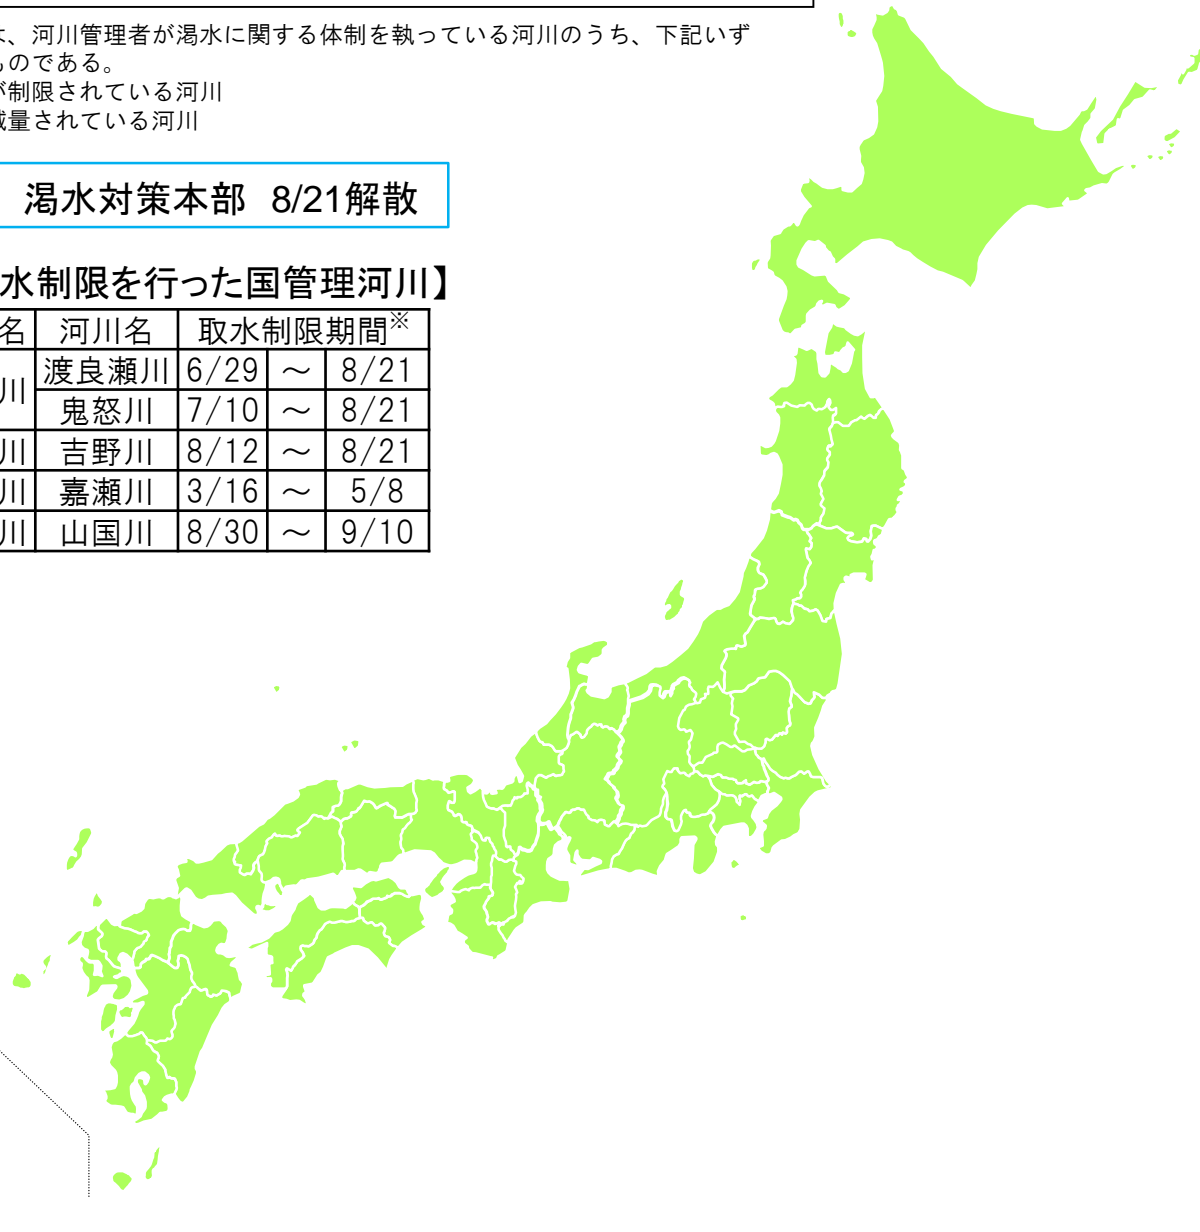 、河川管理者が渇水に関する体制を執っている河川のうち、下記いず
ものである。
が制限されている河川
減量されている河川
渇水対策本部 8/21解散
水制限を行った国管理河川】
名 河川名 取水制限期間※
川 渡良瀬川 6/29 ～ 8/21
鬼怒川 7/10 ～ 8/21
川 吉野川 8/12 ～ 8/21
川 嘉瀬川 3/16 ～ 5/8
川 山国川 8/30 ～ 9/10